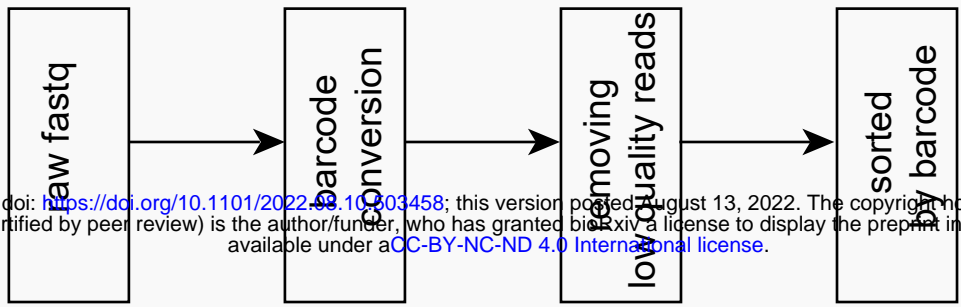 raw fastq
barcode
conversion
removing
low quality reads
sorted
by barcode
doi: https://doi.org/10.1101/2022.08.10.503458; this version posted August 13, 2022. The copyright
rtified by peer review) is the author/funder, who has granted bioRxiv a license to display the preprint in
available under aCC-BY-NC-ND 4.0 International license.